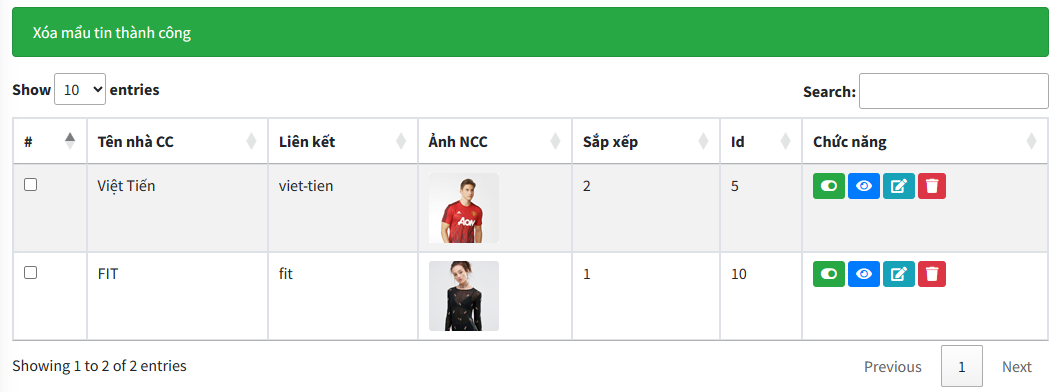 Xóa mẩu tin thành công
Show 10 entries
Search:
# Tên nhà CC Liên kết Ảnh NCC Sắp xếp Id Chức năng
Việt Tiến viet-tien AON 2 5
FIT fit 1 10
Showing 1 to 2 of 2 entries
Previous 1 Next